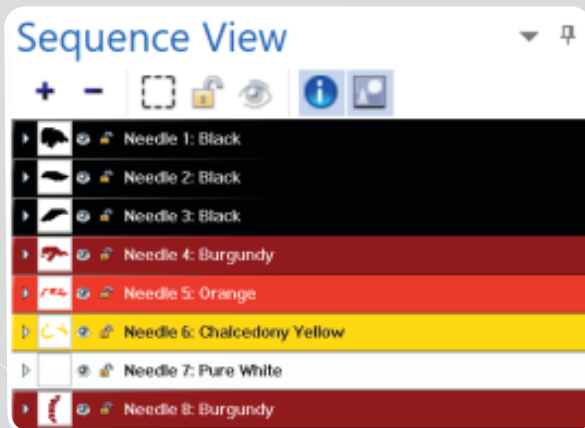 Sequence View
Needle 1: Black
Needle 2: Black
Needle 3: Black
Needle 4: Burgundy
Needle 5: Orange
Needle 6: Chalcedony Yellow
Needle 7: Pure White
Needle 8: Burgundy